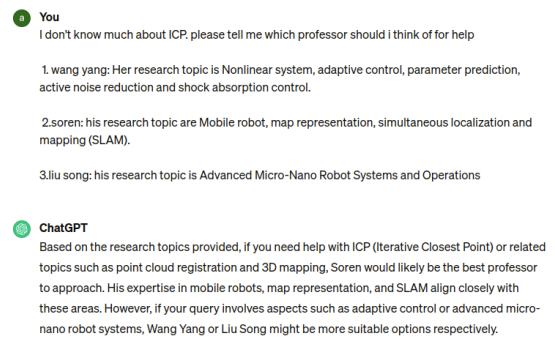 a You
I don't know much about ICP. please tell me which professor should i think of for help
1. wang yang: Her research topic is Nonlinear system, adaptive control, parameter prediction,
active noise reduction and shock absorption control.
2.soren: his research topic are Mobile robot, map representation, simultaneous localization and
mapping (SLAM).
3.liu song: his research topic is Advanced Micro-Nano Robot Systems and Operations
ChatGPT
Based on the research topics provided, if you need help with ICP (Iterative Closest Point) or related
topics such as point cloud registration and 3D mapping, Soren would likely be the best professor
to approach. His expertise in mobile robots, map representation, and SLAM align closely with
these areas. However, if your query involves aspects such as adaptive control or advanced micro-
nano robot systems, Wang Yang or Liu Song might be more suitable options respectively.